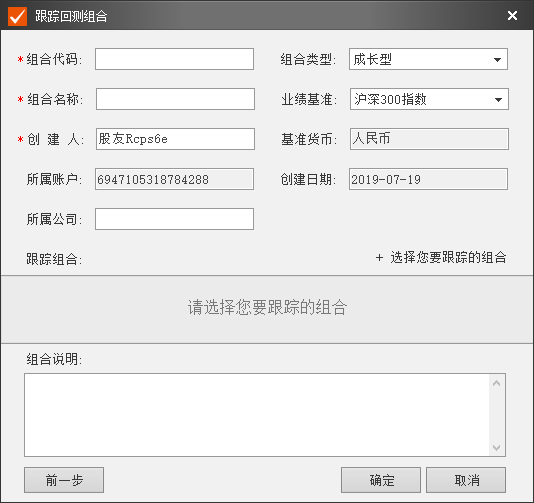 跟踪回测组合
* 组合代码:
组合类型: 成长型
* 组合名称:
业绩基准: 沪深300指数
* 创 建 人: 股友Rcps6e
基准货币: 人民币
所属账户: 6947105318784288
创建日期: 2019-07-19
所属公司:
跟踪组合:
+ 选择您要跟踪的组合
请选择您要跟踪的组合
组合说明:
前一步
确定
取消